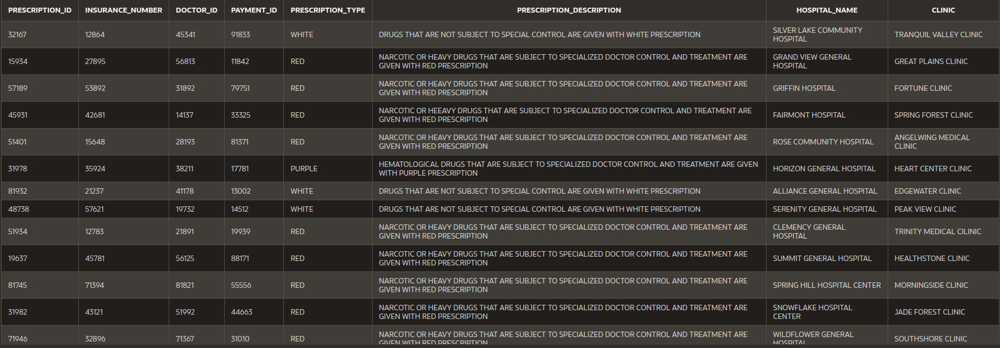 PRESCRIPTION_ID INSURANCE_NUMBER DOCTOR_ID PAYMENT_ID PRESCRIPTION_TYPE PRESCRIPTION_DESCRIPTION HOSPITAL_NAME CLINIC
32167 12864 45341 91833 WHITE DRUGS THAT ARE NOT SUBJECT TO SPECIAL CONTROL ARE GIVEN WITH WHITE PRESCRIPTION SILVER LAKE COMMUNITY
HOSPITAL TRANQUIL VALLEY CLINIC
15934 27895 56813 11842 RED NARCOTIC OR HEAVY DRUGS THAT ARE SUBJECT TO SPECIALIZED DOCTOR CONTROL AND TREATMENT ARE
GIVEN WITH RED PRESCRIPTION GRAND VIEW GENERAL
HOSPITAL GREAT PLAINS CLINIC
57189 53892 31892 79751 RED NARCOTIC OR HEAVY DRUGS THAT ARE SUBJECT TO SPECIALIZED DOCTOR CONTROL AND TREATMENT ARE
GIVEN WITH RED PRESCRIPTION GRIFFIN HOSPITAL FORTUNE CLINIC
45931 42681 14137 33325 RED NARCOTIC OR HEEAVY DRUGS THAT ARE SUBJECT TO SPECIALIZED DOCTOR CONTROL AND TREATMENT ARE
GIVEN WITH RED PRESCRIPTION FAIRMONT HOSPITAL SPRING FOREST CLINIC
51401 15648 28193 81371 RED NARCOTIC OR HEAVY DRUGS THAT ARE SUBJECT TO SPECIALIZED DOCTOR CONTROL AND TREATMENT ARE
GIVEN WITH RED PRESCRIPTION ROSE COMMUNITY HOSPITAL ANGELWING MEDICAL
CLINIC
31978 35924 38211 17781 PURPLE HEMATOLOGICAL DRUGS THAT ARE SUBJECT TO SPECIALIZED DOCTOR CONTROL AND TREATMENT ARE GIVEN
WITH PURPLE PRESCRIPTION HORIZON GENERAL HOSPITAL HEART CENTER CLINIC
81932 21237 41178 13002 WHITE DRUGS THAT ARE NOT SUBJECT TO SPECIAL CONTROL ARE GIVEN WITH WHITE PRESCRIPTION ALLIANCE GENERAL HOSPITAL EDGEWATER CLINIC
48738 57621 19732 14512 WHITE DRUGS THAT ARE NOT SUBJECT TO SPECIAL CONTROL ARE GIVEN WITH WHITE PRESCRIPTION SERENITY GENERAL HOSPITAL PEAK VIEW CLINIC
51934 12783 21891 19939 RED NARCOTIC OR HEAVY DRUGS THAT ARE SUBJECT TO SPECIALIZED DOCTOR CONTROL AND TREATMENT ARE
GIVEN WITH RED PRESCRIPTION CLEMENCY GENERAL
HOSPITAL TRINITY MEDICAL CILINIC
19637 45781 56125 88171 RED NARCOTIC OR HEAVY DRUGS THAT ARE SUBJECT TO SPECIALIZED DOCTOR CONTROL AND TREATMENT ARE
GIVEN WITH RED PRESCRIPTION SUMMIT GENERAL HOSPITAL HEALTHSTONE CLINIC
81745 71394 81821 55556 RED NARCOTIC OR HEAVY DRUGS THAT ARE SUBJECT TO SPECIALIZED DOCTOR CONTROL AND TREATMENT ARE
GIVEN WITH RED PRESCRIPTION SPRING HILL HOSPITAL CENTER MORNINGSIDE CLINIC
31982 43121 51992 44663 RED NARCOTIC OR HEAVY DRUGS THAT ARE SUBJECT TO SPECIALIZED DOCTOR CONTROL AND TREATMENT ARE
GIVEN WITH RED PRESCRIPTION SNOWFLAKE HOSPITAL
CENTER JADE FOREST CLINIC
71946 32896 71367 31010 RED NARCOTIC OR HEAVY DRUGS THAT ARE SUBJECT TO SPECIALIZED DOCTOR CONTROL AND TREATMENT ARE
GIVEN WITH RED PRESCRIPTION WILDFLOWER GENERAL
HOSPITAL SOUTHSHORE CLINIC